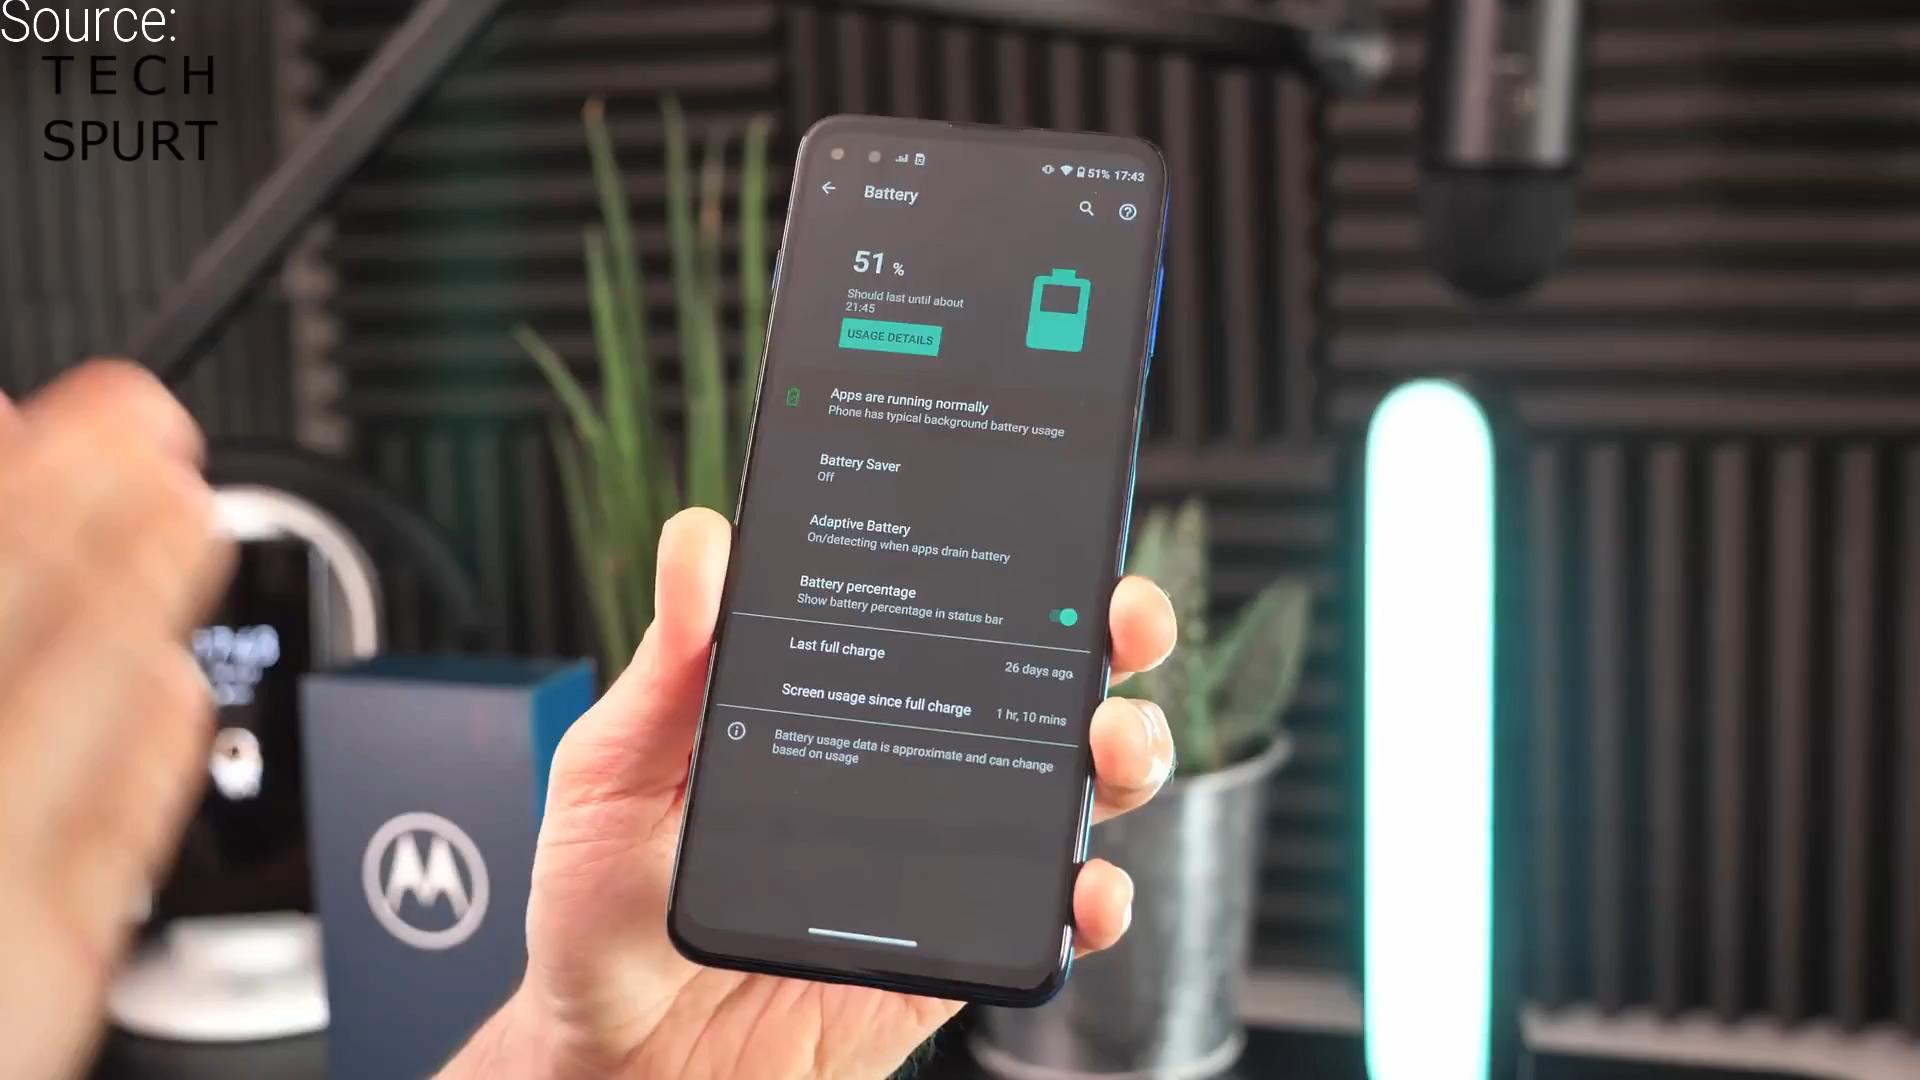 Source:
TECH
SPURT
51% 17:43
Battery
51 %
Should last until about
21:45
USAGE DETAILS
Apps are running normally
Phone has typical background battery usage
Battery Saver
Off
Adaptive Battery
On/detecting when apps drain battery
Battery percentage
Show battery percentage in status bar
Last full charge
26 days ago
Screen usage since full charge
1 hr, 10 mins
Battery usage data is approximate and can change
based on usage